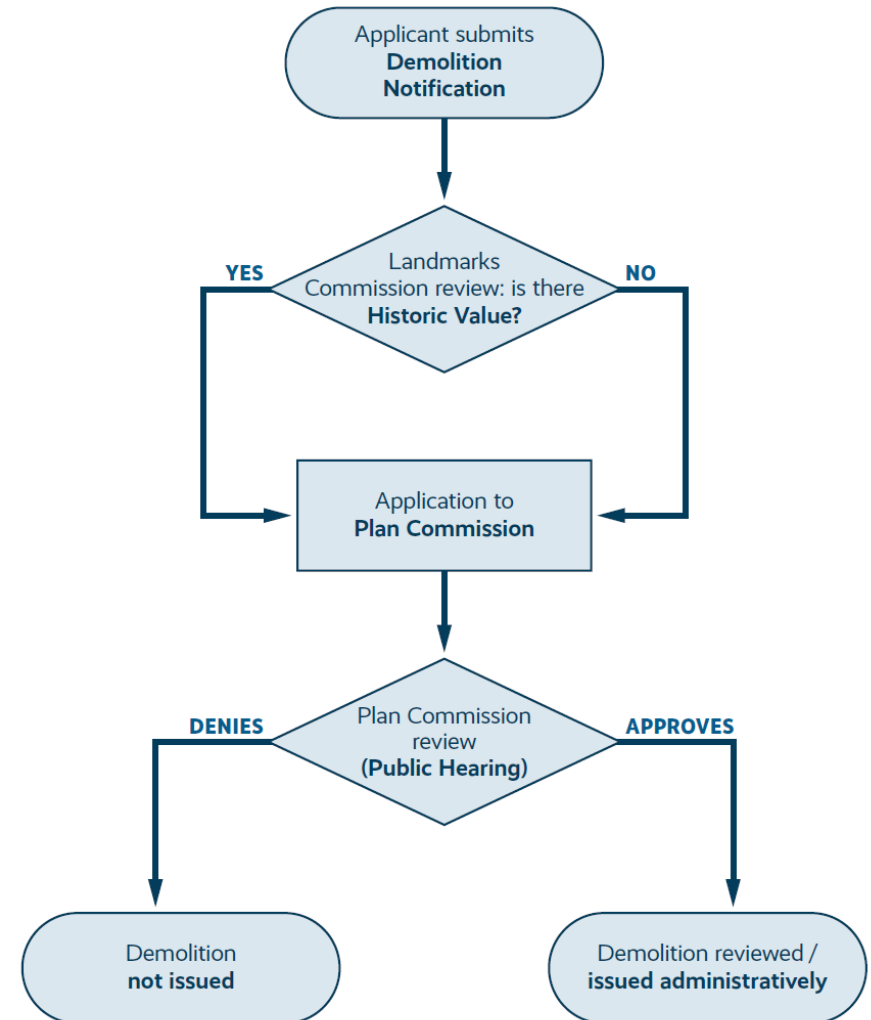 Applicant submits
Demolition
Notification
YES
NO
Landmarks
Commission review: is there
Historic Value?
Application to
Plan Commission
DENIES
APPROVES
Plan Commission
review
(Public Hearing)
Demolition
not issued
Demolition reviewed /
issued administratively